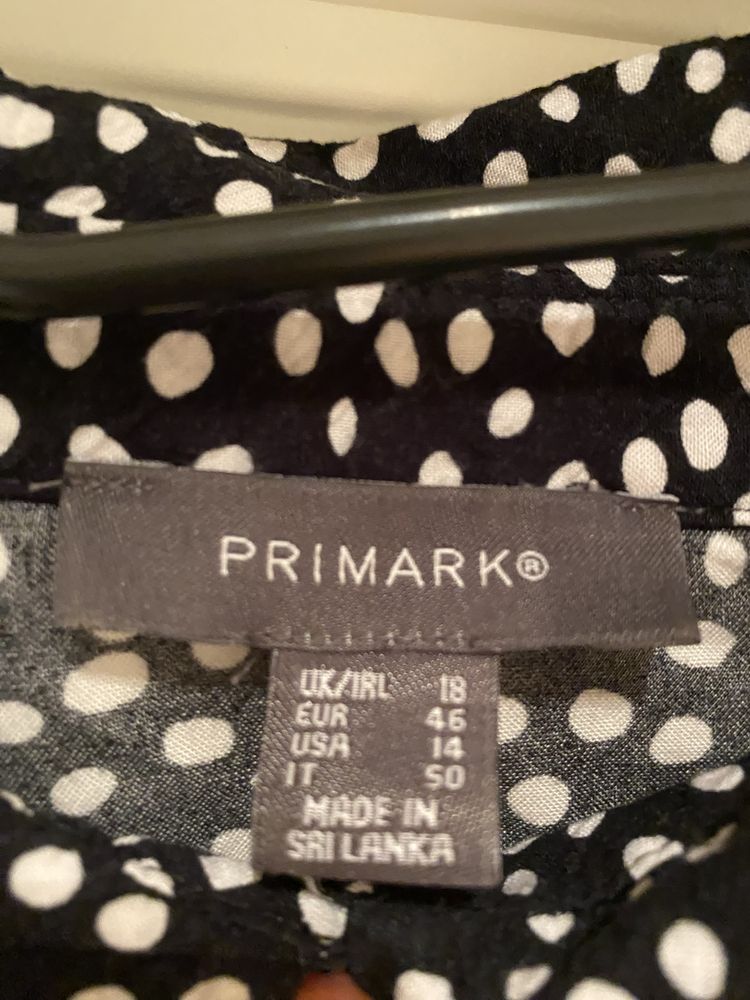 PRIMARK®
UK/IRL 18
EUR 46
USA 14
IT 50
MADE IN
SRI LANKA